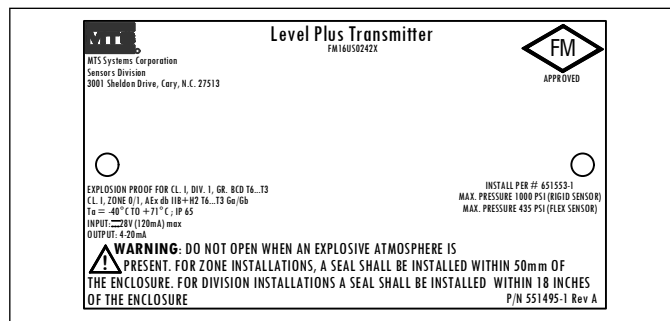 MTS
Level Plus Transmitter
FM16US0242X
FM
APPROVED
MTS Systems Corporation
Sensors Division
3001 Sheldon Drive, Cary, N.C. 27513
EXPLOSION PROOF FOR CL. I, DIV. 1, GR. BCD T6...T3
CL. I, ZONE 0/1, AEx db IIB+H2 T6...T3 Ga/Gb
Ta = -40°C TO +71°C ; IP 65
INPUT: 28V (120mA) max
OUTPUT: 4-20mA
INSTALL PER # 651553-1
MAX. PRESSURE 1000 PSI (RIGID SENSOR)
MAX. PRESSURE 435 PSI (FLEX SENSOR)
WARNING: DO NOT OPEN WHEN AN EXPLOSIVE ATMOSPHERE IS
PRESENT. FOR ZONE INSTALLATIONS, A SEAL SHALL BE INSTALLED WITHIN 50mm OF
THE ENCLOSURE. FOR DIVISION INSTALLATIONS A SEAL SHALL BE INSTALLED WITHIN 18 INCHES
OF THE ENCLOSURE
P/N 551495-1 Rev A